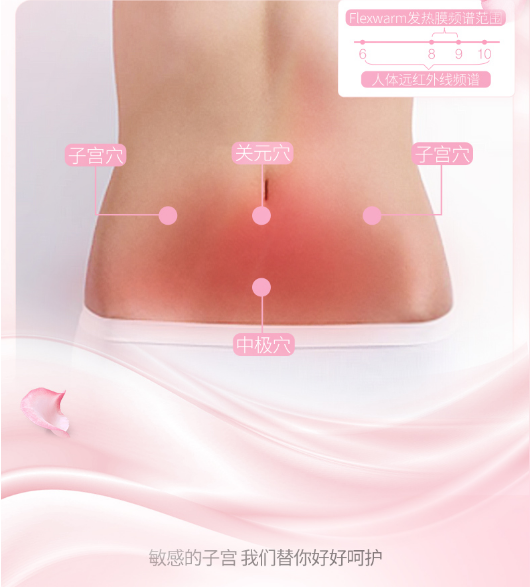 Flexwarm发热膜频谱范围
6 8 9 10
人体远红外线频谱
子宫穴 关元穴 子宫穴
中极穴
敏感的子宫 我们替你好好呵护